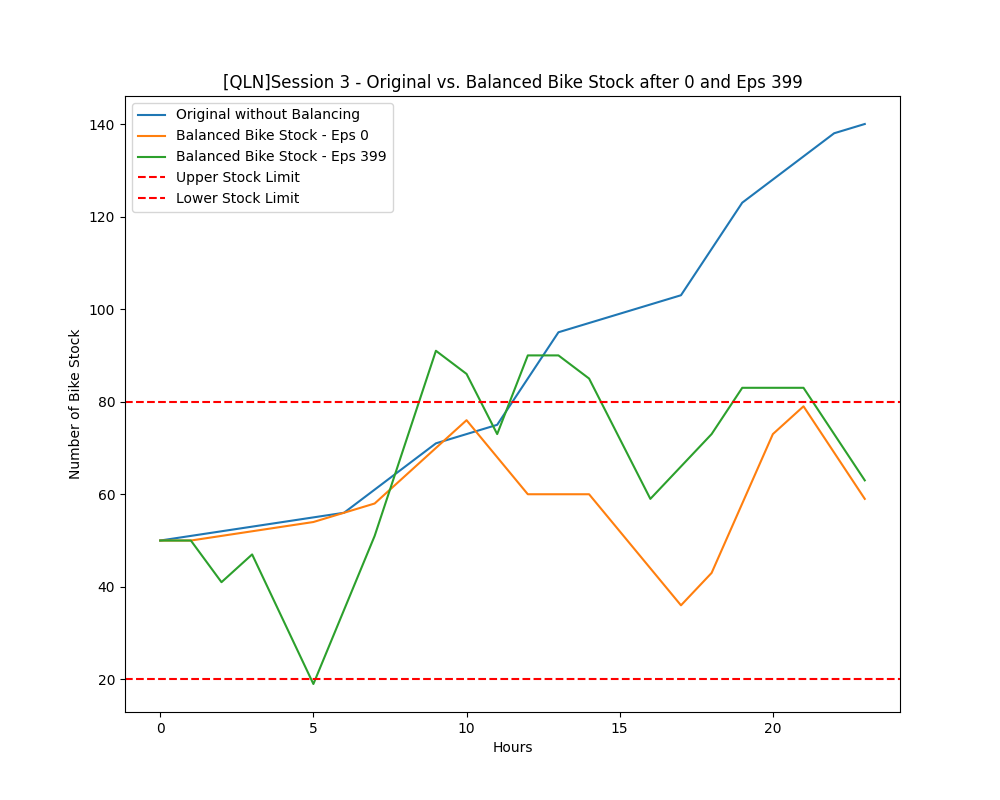 [QLN]Session 3 - Original vs. Balanced Bike Stock after 0 and Eps 399
Original without Balancing
Balanced Bike Stock - Eps 0
Balanced Bike Stock - Eps 399
Upper Stock Limit
Lower Stock Limit
Number of Bike Stock
140
120
100
80
60
40
20
0 5 10 15 20
Hours